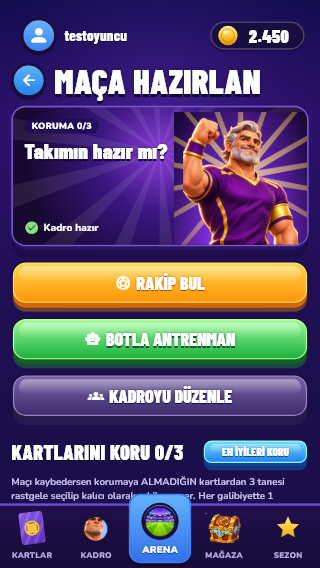 testoyuncu
2.450
MAÇA HAZIRLAN
KORUMA 0/3
Takımın hazır mı?
Kadro hazır
RAKİP BUL
BOTLA ANTRENMAN
KADROYU DÜZENLE
KARTLARINI KORU 0/3
EN İYİLERİ KORU
Maçı kaybedersen korumaya ALMADIĞIN kartlardan 3 tanesi
rastgele seçilip kalıcı olarak Her galibiyette 1
KARTLAR
KADRO
ARENA
MAĞAZA
SEZON